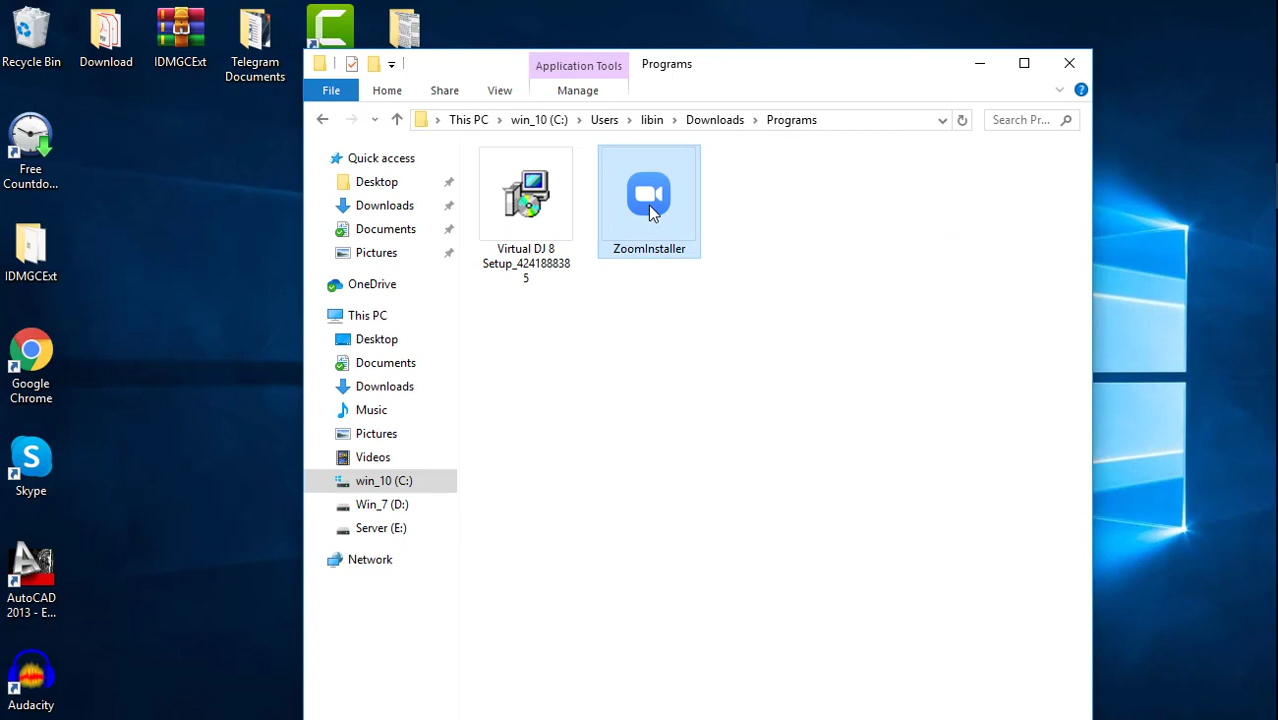 Recycle Bin
Download
IDMGCExt
Telegram
Documents
Free
Countdo...
IDMGCExt
Google
Chrome
Skype
AutoCAD
2013 - E...
Audacity
Application Tools
Programs
File
Home
Share
View
Manage
This PC
win_10 (C:)
Users
libin
Downloads
Programs
Search Pr...
Quick access
Desktop
Downloads
Documents
Pictures
OneDrive
This PC
Desktop
Documents
Downloads
Music
Pictures
Videos
win_10 (C:)
Win_7 (D:)
Server (E:)
Network
Virtual DJ 8
Setup_424188838
5
ZoomInstaller